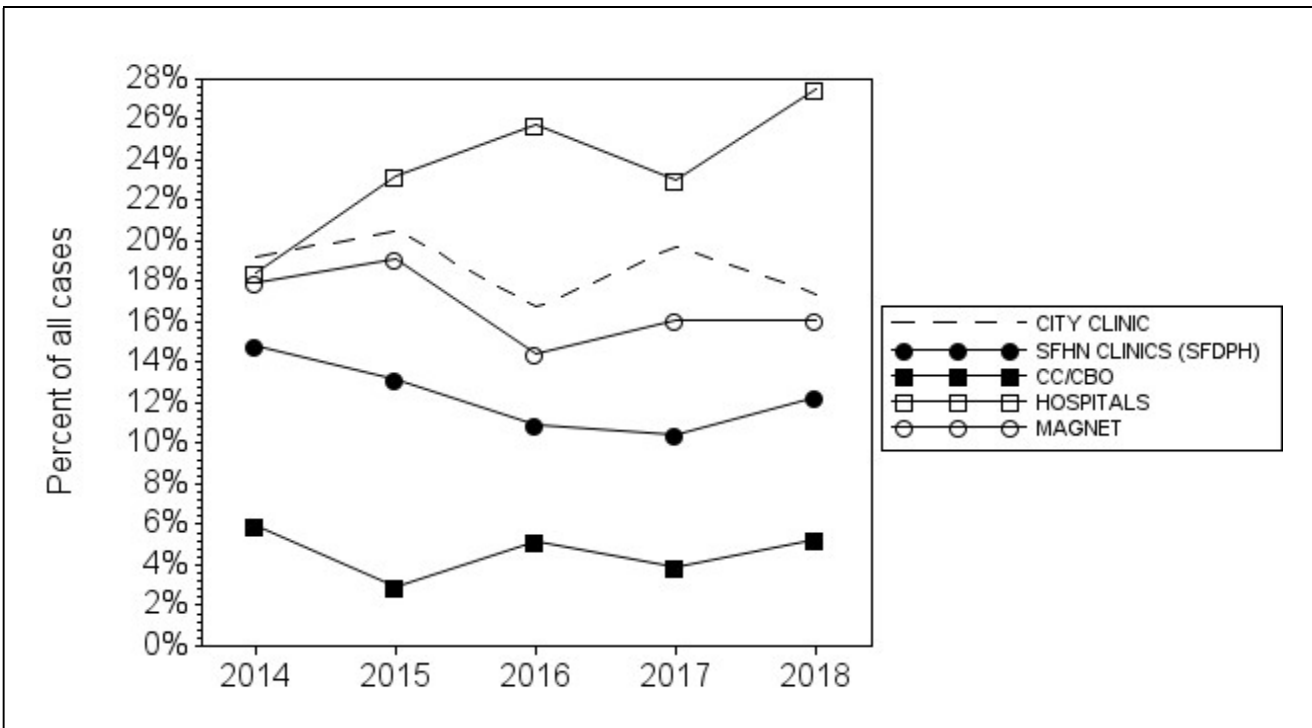 Percent of all cases
28%
26%
24%
22%
20%
18%
16%
14%
12%
10%
8%
6%
4%
2%
0%
2014 2015 2016 2017 2018
CITY CLINIC
SFHN CLINICS (SFDPH)
CC/CBO
HOSPITALS
MAGNET